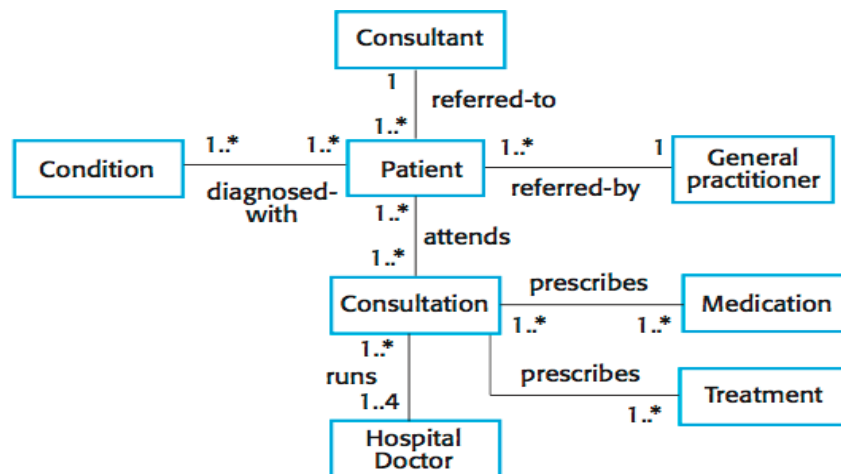 Consultant
1
referred-to
1..*
1..* 1..* 1..* 1
Condition Patient General
practitioner
diagnosed-
with
referred-by
1..*
attends
1..*
prescribes
Consultation Medication
1..* 1..*
1..*
runs
prescribes
1..4
Treatment
1..*
Hospital
Doctor